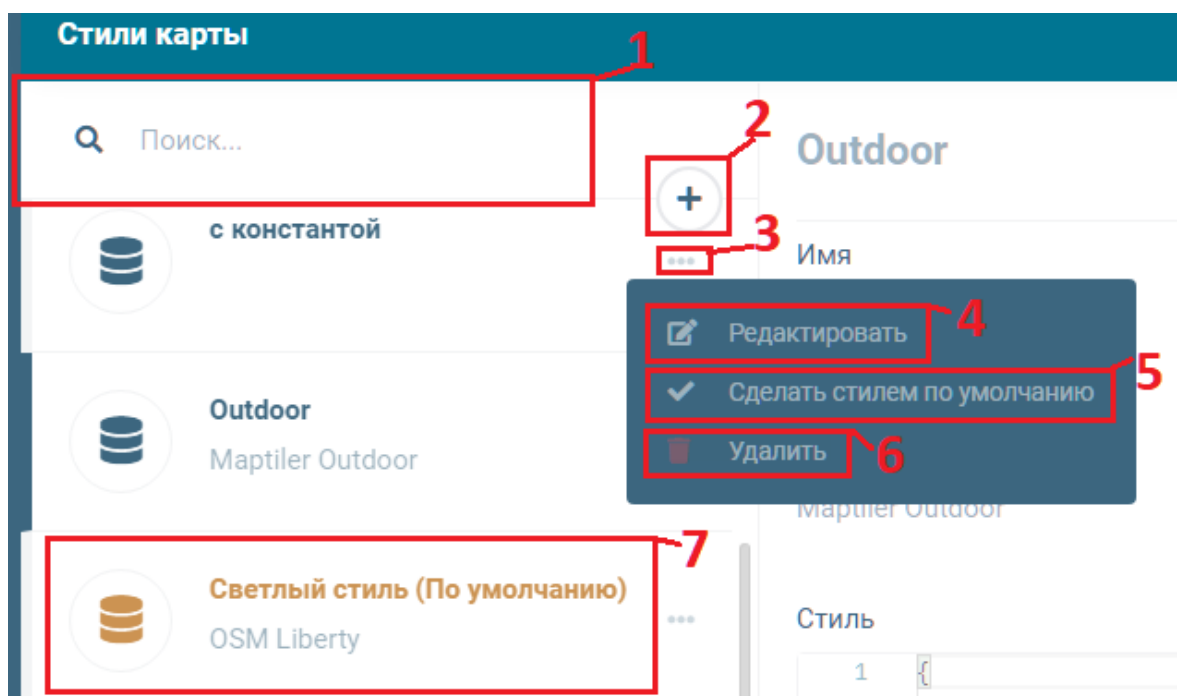 Стили карты
1
Поиск...
2
Outdoor
+
с константой
3
Имя
Редактировать
4
Сделать стилем по умолчанию
5
Удалить
6
Outdoor
Maptiler Outdoor
Maptiler Outdoor
7
Светлый стиль (По умолчанию)
OSM Liberty
Стиль
1 {